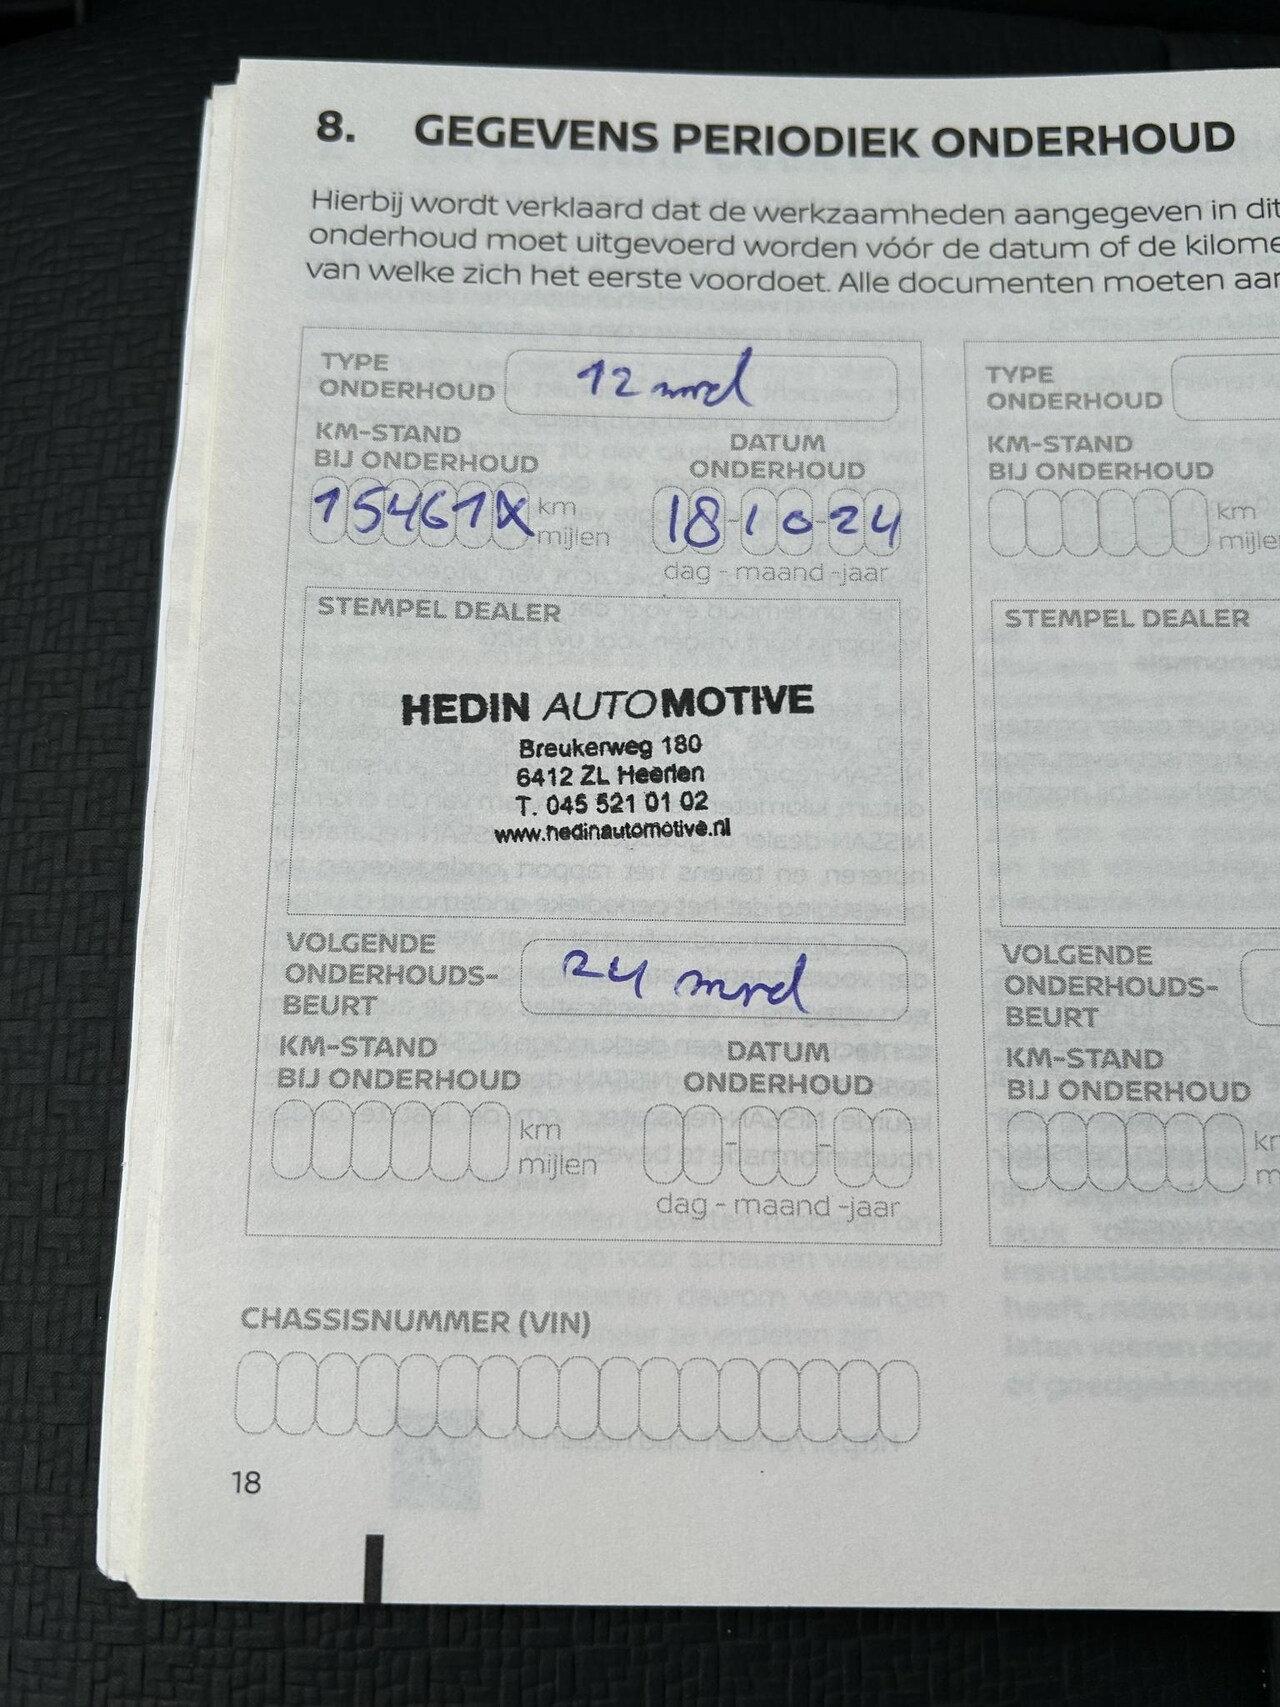 8. GEGEVENS PERIODIEK ONDERHOUD
Hierbij wordt verklaard dat de werkzaamheden aangegeven in dit
onderhoud moet uitgevoerd worden vóór de datum of de kilome
van welke zich het eerste voordoet. Alle documenten moeten aan
TYPE
ONDERHOUD
12 mnd
KM-STAND
BIJ ONDERHOUD
15461X km
mijlen
DATUM
ONDERHOUD
18-10-24
dag - maand -jaar
STEMPEL DEALER
HEDIN AUTOMOTIVE
Breukerweg 180
6412 ZL Heerlen
T. 045 521 01 02
www.hedinautomotive.nl
VOLGENDE
ONDERHOUDS-
BEURT
24 mnd
KM-STAND
BIJ ONDERHOUD
km
mijlen
DATUM
ONDERHOUD
- -
dag - maand -jaar
TYPE
ONDERHOUD
KM-STAND
BIJ ONDERHOUD
km
mijlen
STEMPEL DEALER
VOLGENDE
ONDERHOUDS-
BEURT
KM-STAND
BIJ ONDERHOUD
km
m
CHASSISNUMMER (VIN)
18